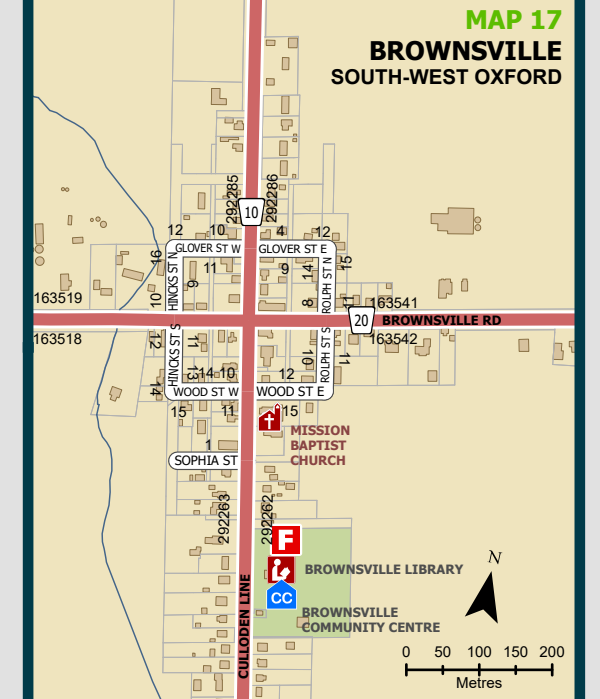 MAP 17
BROWNSVILLE
SOUTH-WEST OXFORD
292285
292286
10
12
10
4
12
GLOVER ST W
GLOVER ST E
16
11
9
14
15
HINCKS ST N
9
ROLPH ST N
10
8
11
163519
163541
20
BROWNSVILLE RD
163518
163542
12
HINCKS ST S
11
10
ROLPH ST S
11
14
13
14
10
12
WOOD ST W
WOOD ST E
15
11
15
MISSION
BAPTIST
CHURCH
1
SOPHIA ST
292263
292262
F
BROWNSVILLE LIBRARY
CC
BROWNSVILLE
COMMUNITY CENTRE
CULLODEN LINE
N
0 50 100 150 200
Metres